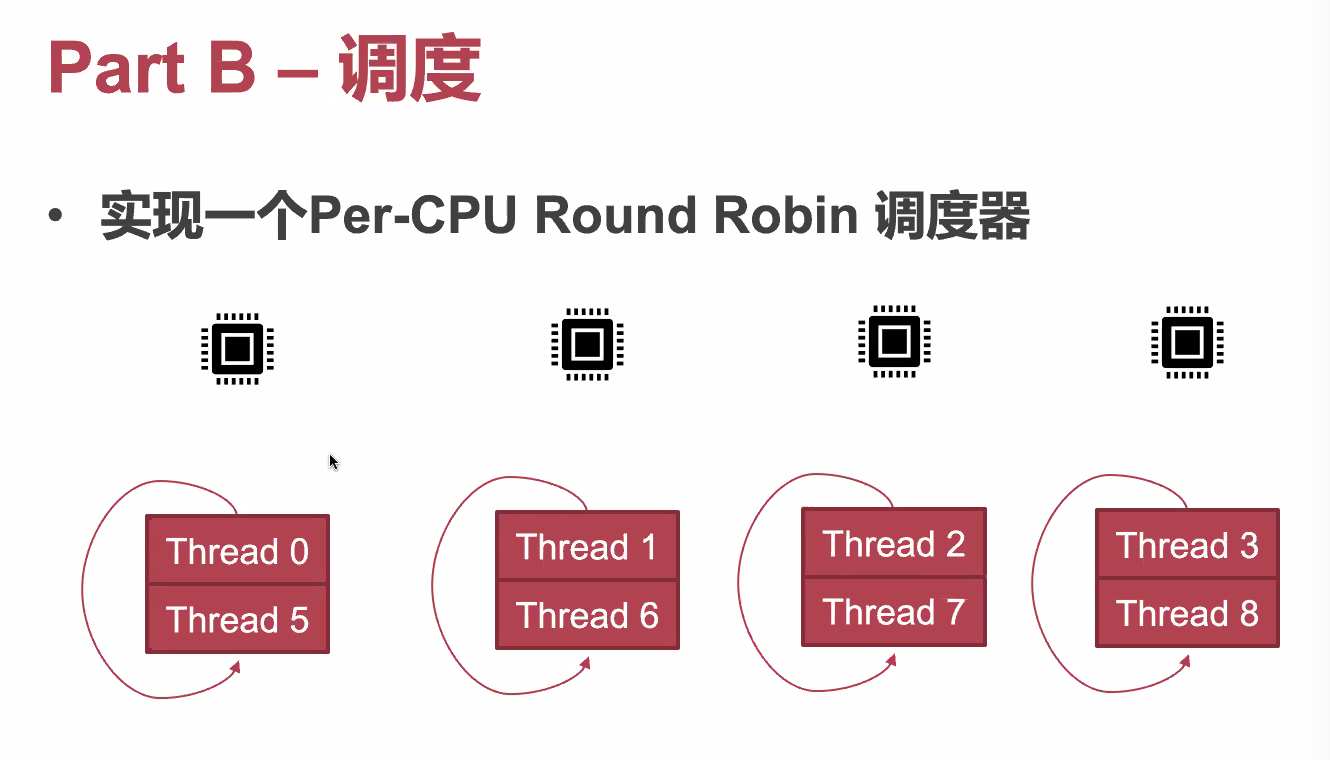 Part B – 调度
• 实现一个Per-CPU Round Robin 调度器
Thread 0
Thread 5
Thread 1
Thread 6
Thread 2
Thread 7
Thread 3
Thread 8